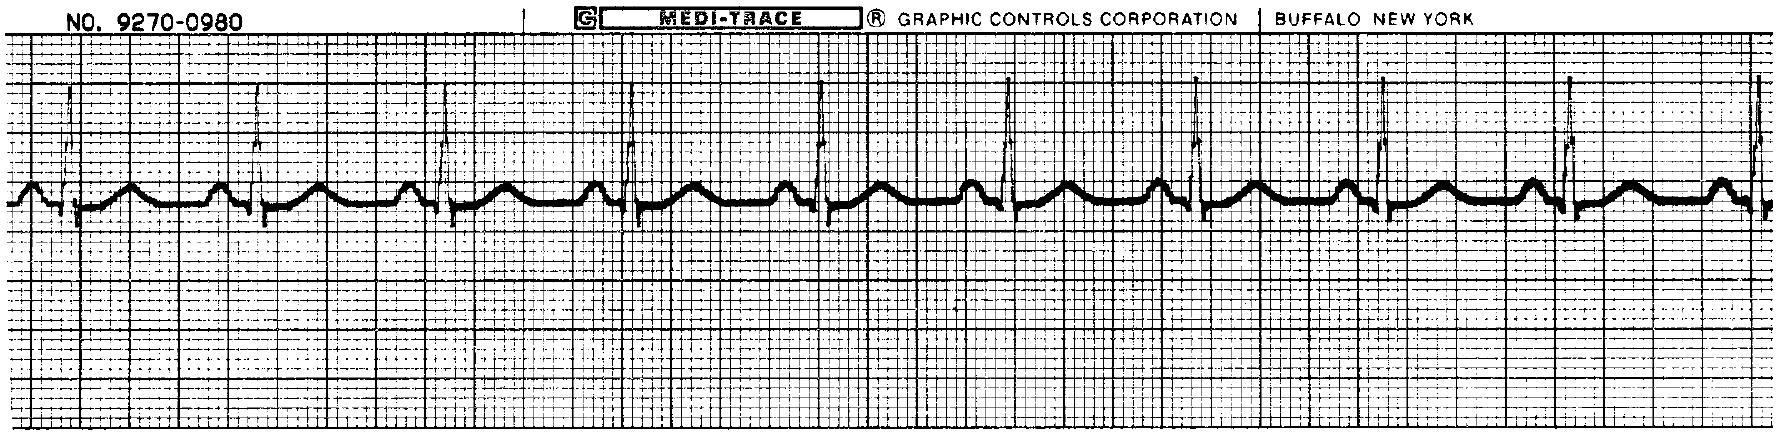 NO. 9270-0980 G MEDI-TRACE ® GRAPHIC CONTROLS CORPORATION BUFFALO NEW YORK